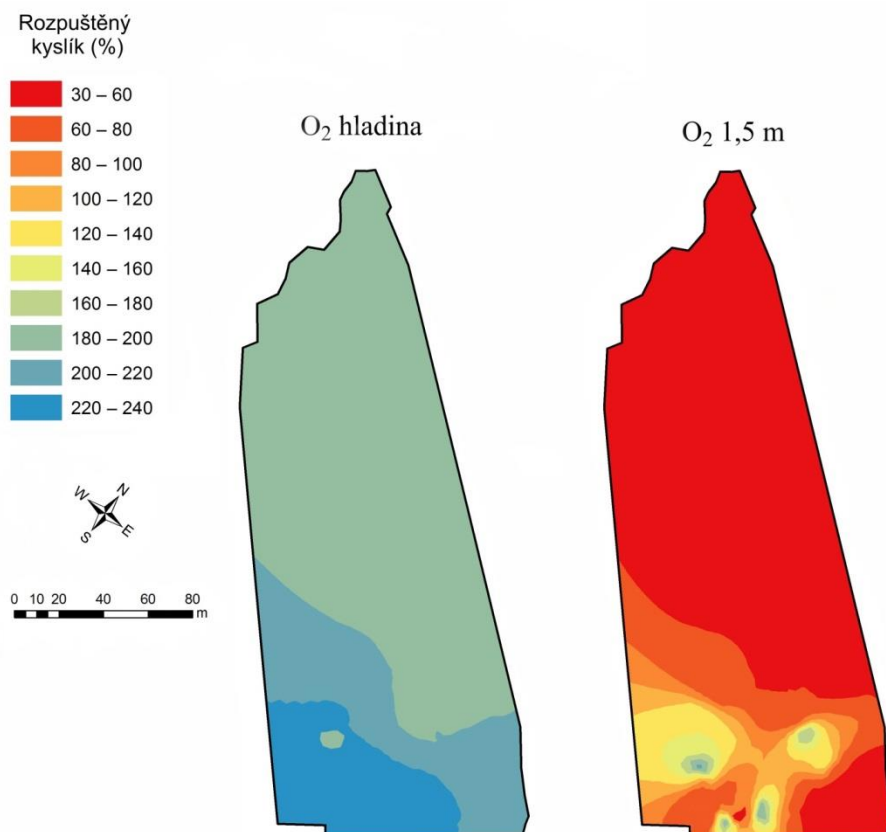 Rozpuštěný
kyslík (%)
30 – 60
60 – 80
80 – 100
100 – 120
120 – 140
140 – 160
160 – 180
180 – 200
200 – 220
220 – 240
O₂ hladina
O₂ 1,5 m
W N
S E
0 10 20 40 60 80
m